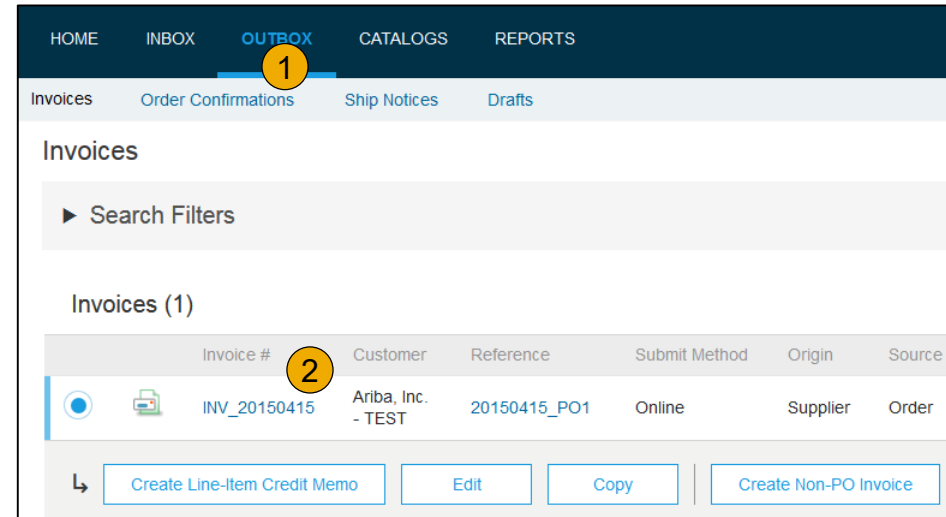 HOME INBOX OUTBOX CATALOGS REPORTS
1
Invoices Order Confirmations Ship Notices Drafts
Invoices
► Search Filters
Invoices (1)
Invoice # Customer Reference Submit Method Origin Source
2
INV_20150415 Ariba, Inc. - TEST 20150415_PO1 Online Supplier Order
Create Line-Item Credit Memo Edit Copy Create Non-PO Invoice